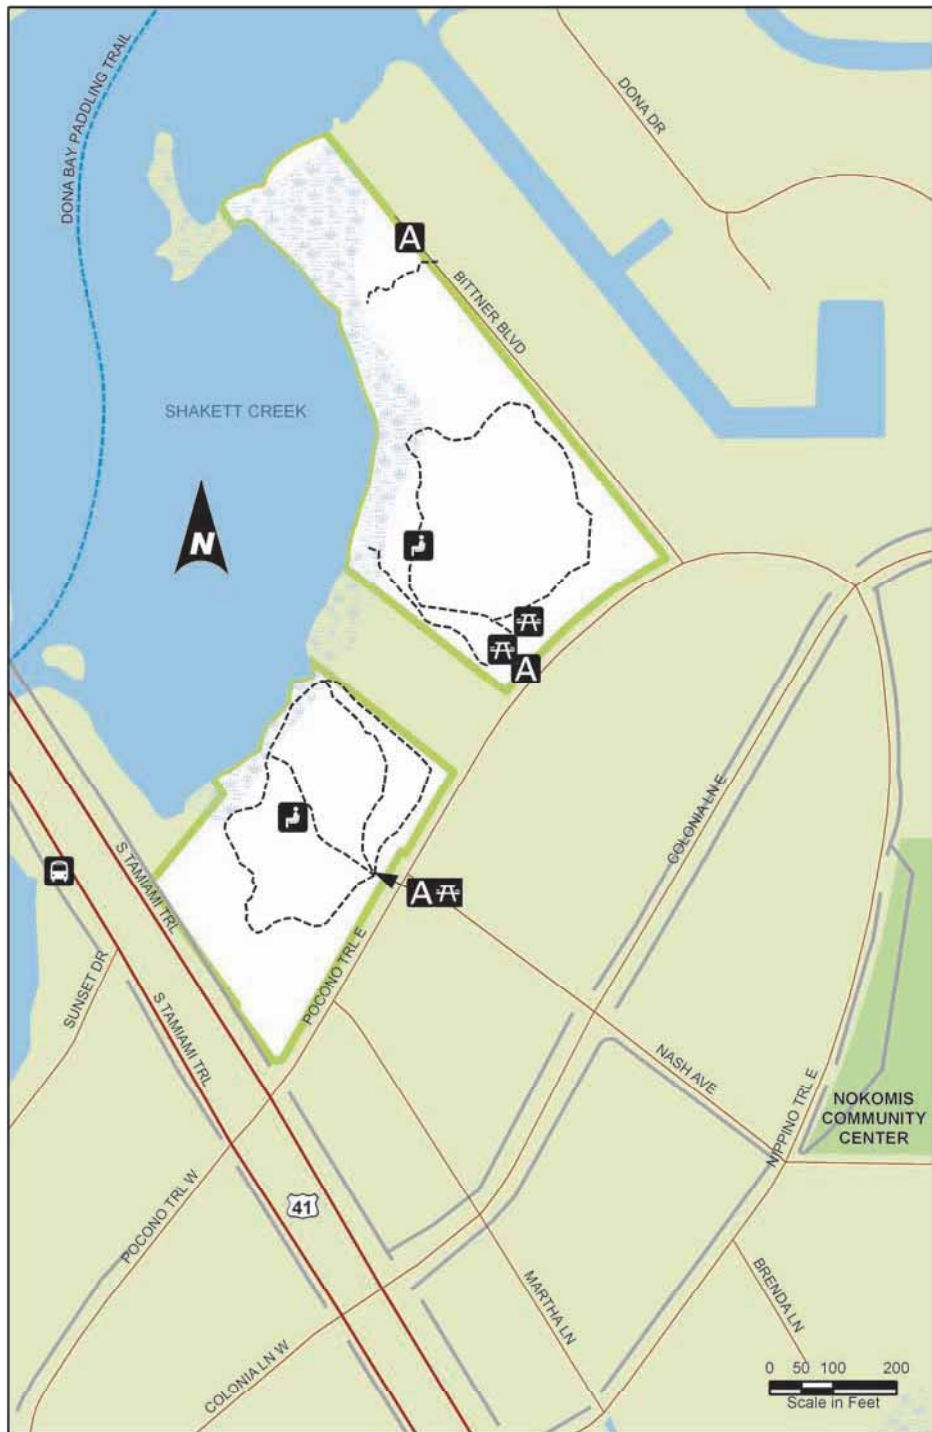 DONA BAY PADDLING TRAIL
DONA DR
A
BITTNER BLVD
SHAKETT CREEK
N
A
COLONIA LN E
S TAMIAMI TRL
A
POCONO TRL E
SUNSET DR
S TAMIAMI TRL
NASH AVE
NIPPINO TRL E
NOKOMIS
COMMUNITY
CENTER
41
POCONO TRL W
MARTHA LN
BRENDA LN
COLONIA LN W
0 50 100 200
Scale in Feet